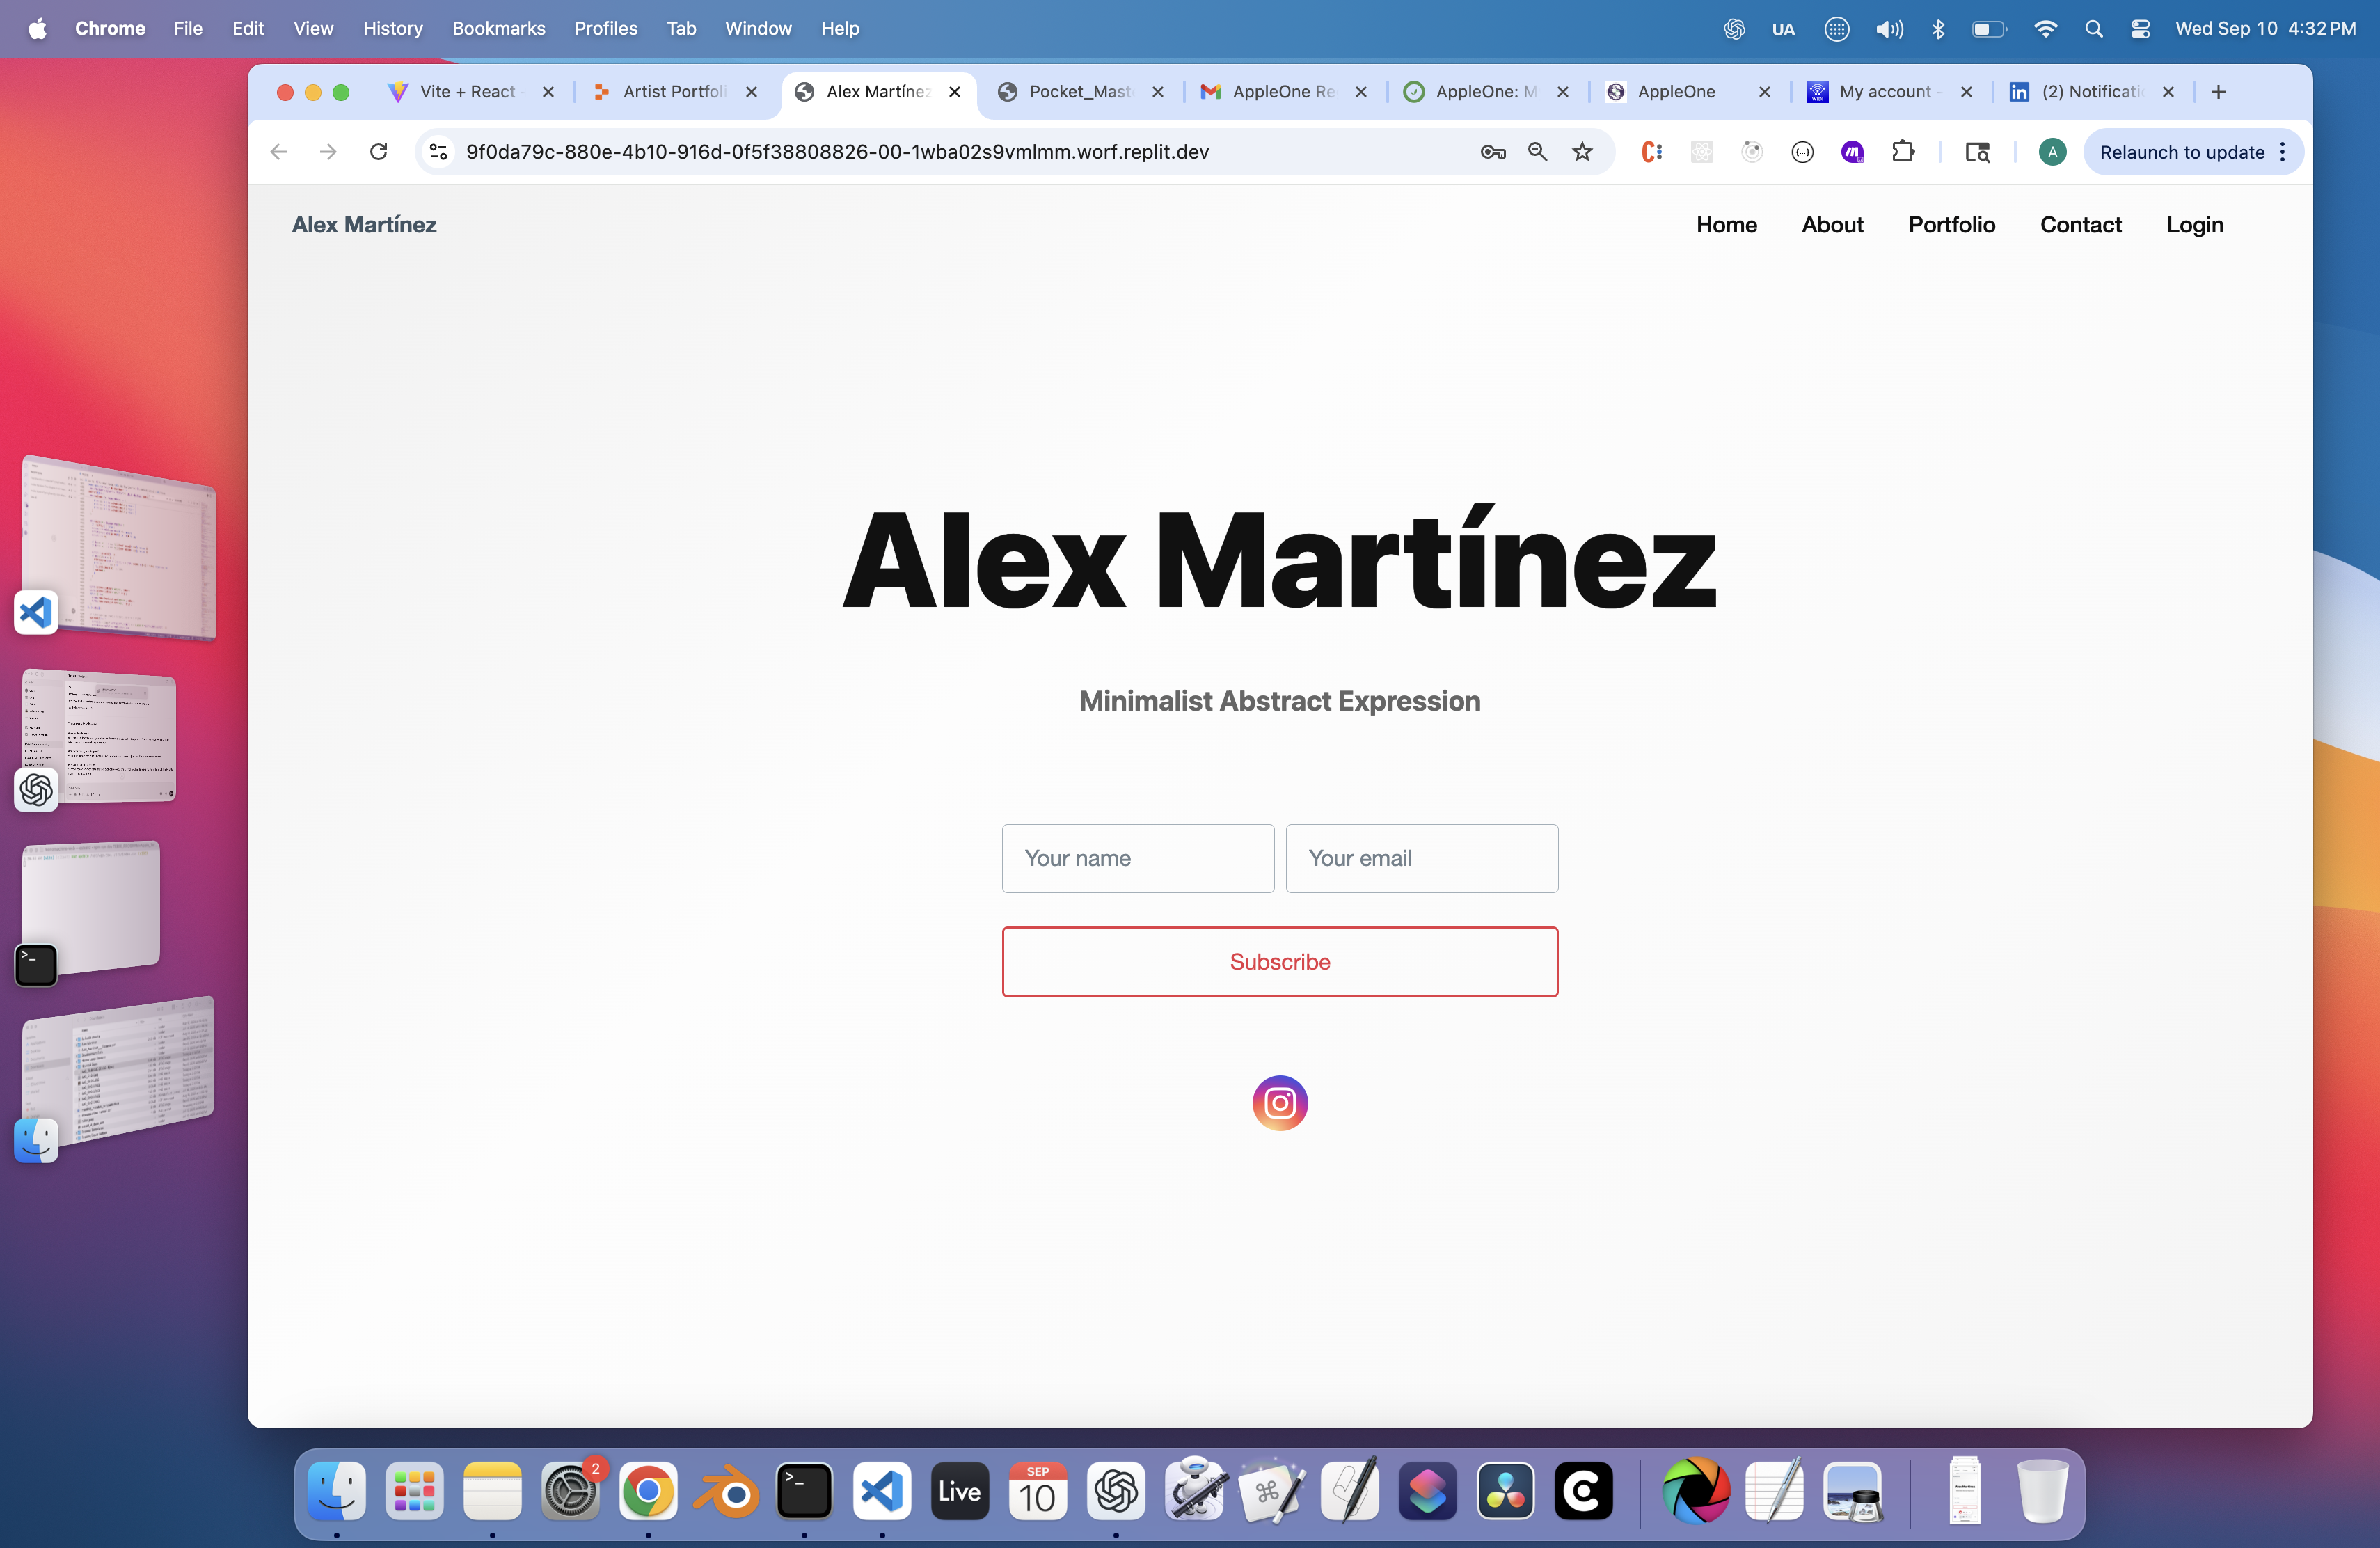 Chrome File Edit View History Bookmarks Profiles Tab Window Help UA Wed Sep 10 4:32 PM
Vite + React - Artist Portfoli Alex Martínez Pocket_Mast AppleOne Re AppleOne: M AppleOne My account - (2) Notificatio
9f0da79c-880e-4b10-916d-0f5f38808826-00-1wba02s9vmlmm.worf.replit.dev A Relaunch to update
Alex Martínez Home About Portfolio Contact Login
Alex Martínez
Minimalist Abstract Expression
Your name Your email
Subscribe
2 Live SEP 10